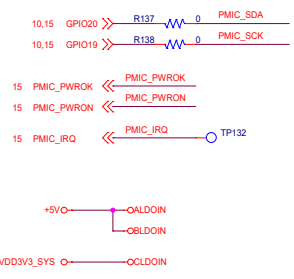 10,15 GPIO20 R137 0 PMIC_SDA
10,15 GPIO19 R138 0 PMIC_SCK
15 PMIC_PWROK PMIC_PWROK
15 PMIC_PWRON PMIC_PWRON
15 PMIC_IRQ PMIC_IRQ TP132
+5V ALDOIN
BLDOIN
VDD3V3_SYS CLDOIN